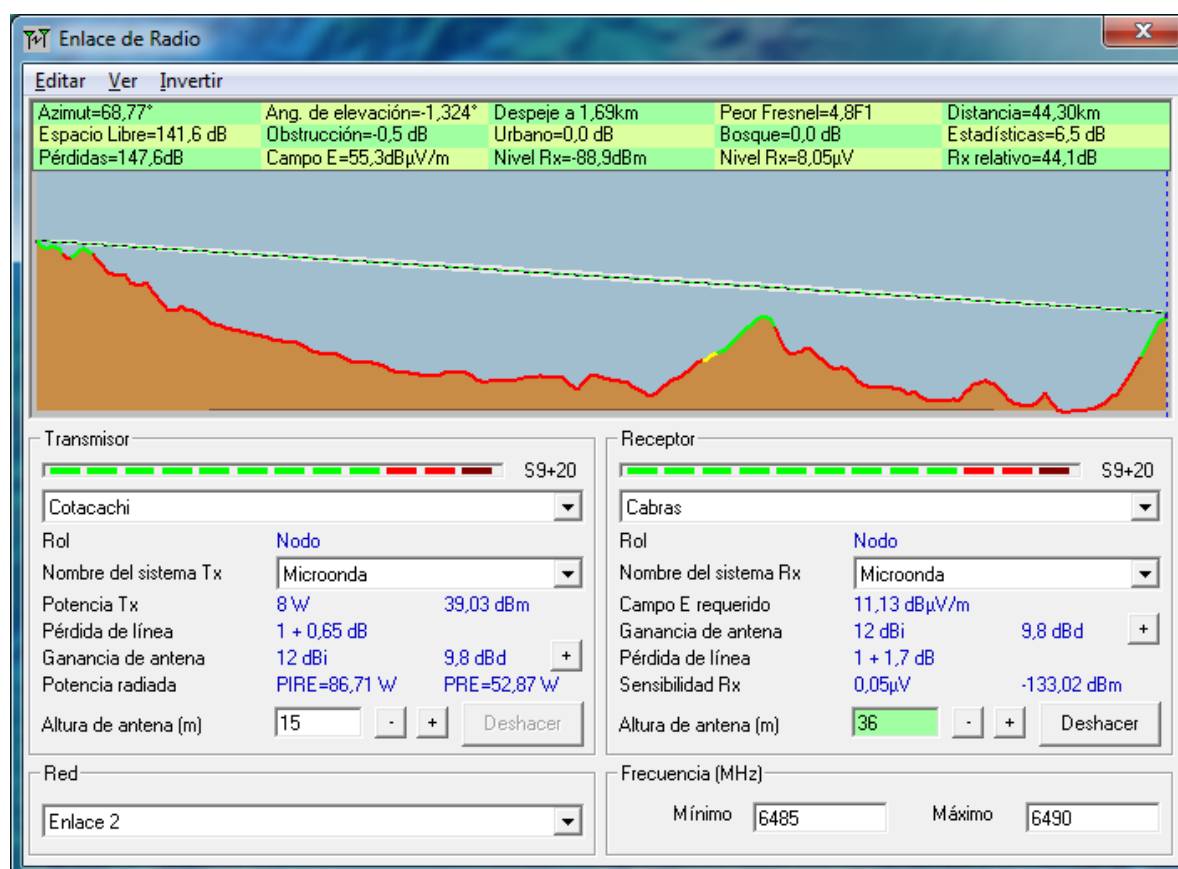 Enlace de Radio
Editar Ver Invertir
Azimut=68,77° Ang. de elevación=-1,324° Despeje a 1,69km Peor Fresnel=4,8F1 Distancia=44,30km
Espacio Libre=141,6 dB Obstrucción=-0,5 dB Urbano=0,0 dB Bosque=0,0 dB Estadísticas=6,5 dB
Pérdidas=147,6dB Campo E=55,3dBµV/m Nivel Rx=-88,9dBm Nivel Rx=8,05µV Rx relativo=44,1dB
Transmisor
S9+20
Cotacachi
Rol Nodo
Nombre del sistema Tx Microonda
Potencia Tx 8 W 39,03 dBm
Pérdida de línea 1 + 0,65 dB
Ganancia de antena 12 dBi 9,8 dBd +
Potencia radiada PIRE=86,71 W PRE=52,87 W
Altura de antena (m) 15 - + Deshacer
Red
Enlace 2
Receptor
S9+20
Cabras
Rol Nodo
Nombre del sistema Rx Microonda
Campo E requerido 11,13 dBµV/m
Ganancia de antena 12 dBi 9,8 dBd +
Pérdida de línea 1 + 1,7 dB
Sensibilidad Rx 0,05µV -133,02 dBm
Altura de antena (m) 36 - + Deshacer
Frecuencia (MHz)
Mínimo 6485 Máximo 6490